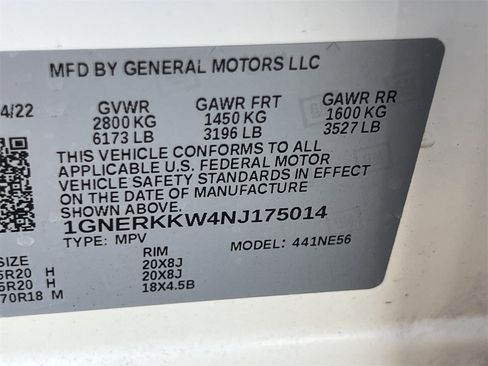 MFD BY GENERAL MOTORS LLC
4/22 GVWR GAWR FRT GAWR RR
2800 KG 1450 KG 1600 KG
6173 LB 3196 LB 3527 LB
THIS VEHICLE CONFORMS TO ALL
APPLICABLE U.S. FEDERAL MOTOR
VEHICLE SAFETY STANDARDS IN EFFECT
ON THE DATE OF MANUFACTURE
SHOWN ABOVE.
1GNERKKW4NJ175014
TYPE: MPV MODEL: 441NE56
SIZE RIM
5R20 H 20X8J
5R20 H 20X8J
70R18 M 18X4.5B